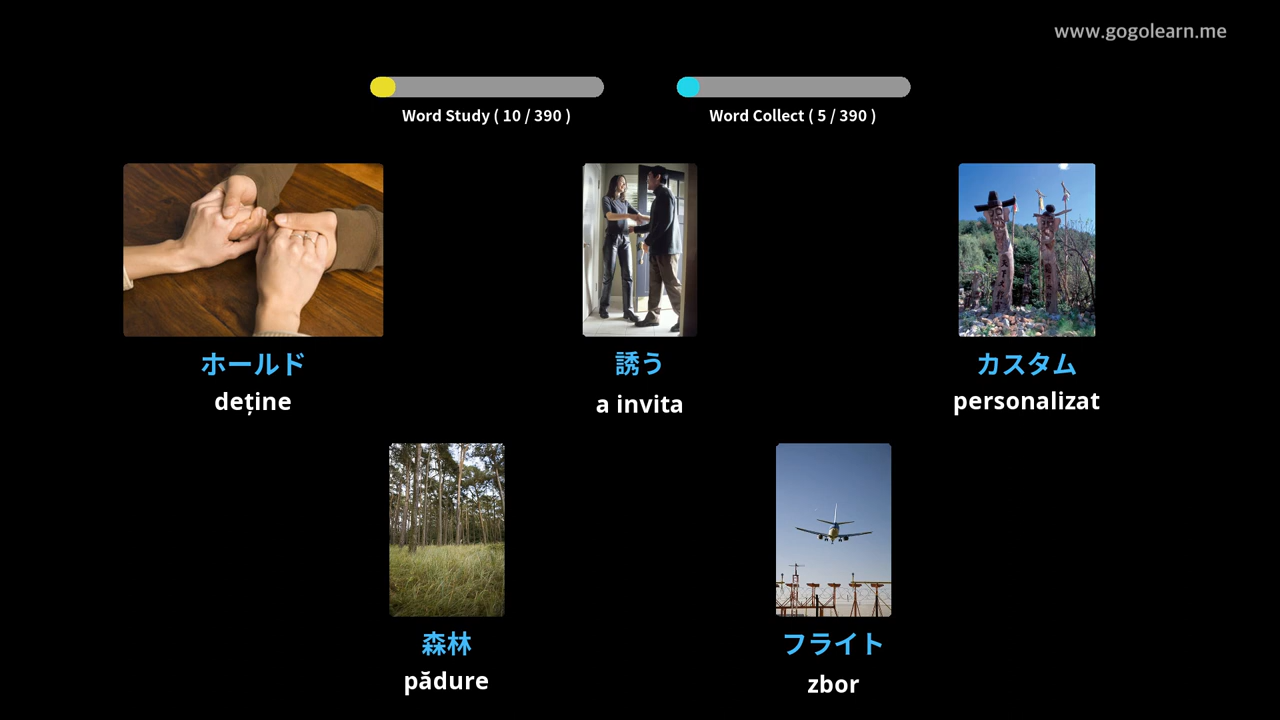 www.gogolearn.me
Word Study ( 10 / 390 )
Word Collect ( 5 / 390 )
ホールド
deține
誘う
a invita
カスタム
personalizat
森林
pădure
フライト
zbor